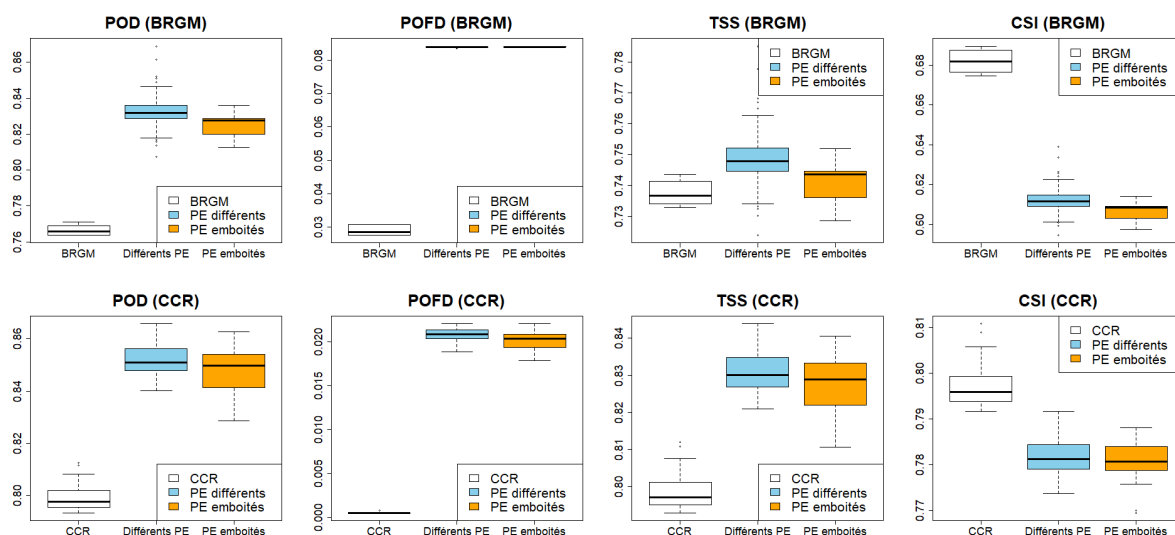 POD (BRGM)
0.86
0.84
0.82
0.80
0.78
0.76
BRGM
PE différents
PE emboités
BRGM
Différents PE
PE emboités
POFD (BRGM)
0.08
0.07
0.06
0.05
0.04
0.03
BRGM
PE différents
PE emboités
BRGM
Différents PE
PE emboités
TSS (BRGM)
0.78
0.77
0.76
0.75
0.74
0.73
BRGM
PE différents
PE emboités
BRGM
Différents PE
PE emboités
CSI (BRGM)
0.68
0.66
0.64
0.62
0.60
BRGM
PE différents
PE emboités
BRGM
Différents PE
PE emboités
POD (CCR)
0.86
0.84
0.82
0.80
CCR
PE différents
PE emboités
CCR
Différents PE
PE emboités
POFD (CCR)
0.020
0.015
0.010
0.005
0.000
CCR
PE différents
PE emboités
CCR
Différents PE
PE emboités
TSS (CCR)
0.84
0.83
0.82
0.81
0.80
CCR
PE différents
PE emboités
CCR
Différents PE
PE emboités
CSI (CCR)
0.81
0.80
0.79
0.78
0.77
CCR
PE différents
PE emboités
CCR
Différents PE
PE emboités